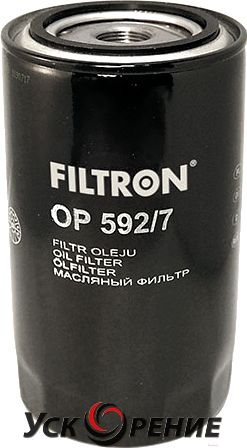 FILTRON®
OP 592/7
FILTR OLEJU
OIL FILTER
ÖLFILTER
МАСЛЯНЫЙ ФИЛЬТР
УСКОРЕНИЕ